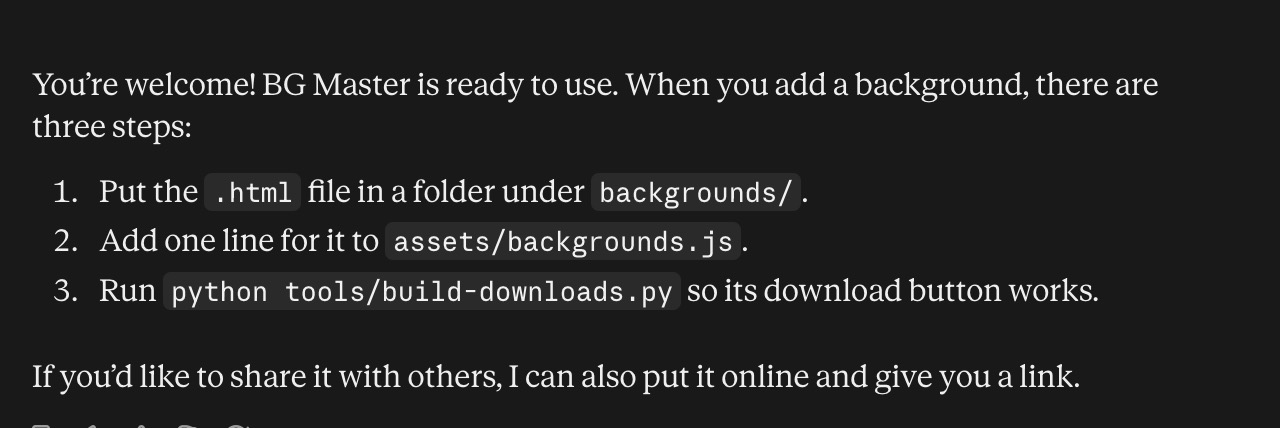 You’re welcome! BG Master is ready to use. When you add a background, there are
three steps:
1. Put the .html file in a folder under backgrounds/.
2. Add one line for it to assets/backgrounds.js.
3. Run python tools/build-downloads.py so its download button works.
If you’d like to share it with others, I can also put it online and give you a link.